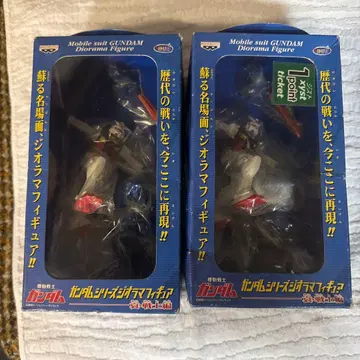 Mobile suit GUNDAM
Diorama Figure
歴代の戦いを、今ここに再現!!
蘇る名場面、ジオラマフィギュア!!
機動戦士
ガンダム
ガンダムシリーズジオラマフィギュア
Mobile suit GUNDAM
Diorama Figure
1point
xyst
ticket
歴代の戦いを、今ここに再現!!
蘇る名場面、ジオラマフィギュア!!
機動戦士
ガンダム
ガンダムシリーズジオラマフィギュア